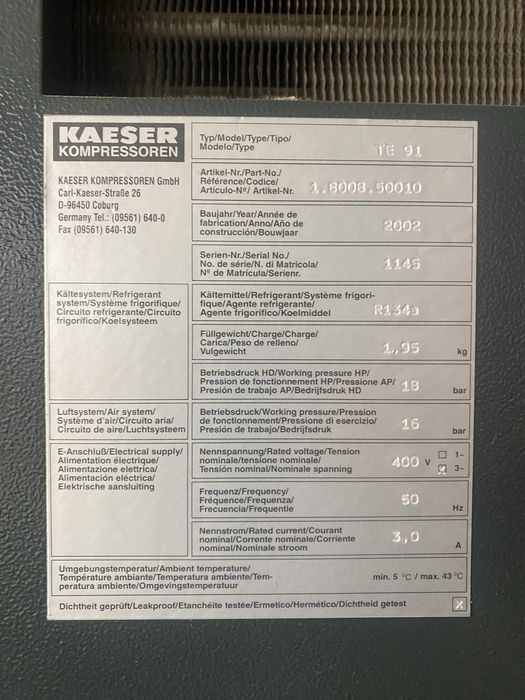 KAESER
KOMPRESSOREN
KAESER KOMPRESSOREN GmbH
Carl-Kaeser-Straße 26
D-96450 Coburg
Germany Tel.: (09561) 640-0
Fax (09561) 640-130
Typ/Model/Type/Tipo/
Modelo/Type
TE 91
Artikel-Nr./Part-No./
Référence/Codice/
Artículo-Nº/ Artikel-Nr.
1.8008.50010
Baujahr/Year/Année de
fabrication/Anno/Año de
construcción/Bouwjaar
2002
Serien-Nr./Serial No./
No. de série/N. di Matricola/
Nº de Matrícula/Serienr.
1145
Kältesystem/Refrigerant
system/Système frigorifique/
Circuito refrigerante/Circuito
frigorífico/Koelsysteem
Kältemittel/Refrigerant/Système frigori-
fique/Agente refrigerante/
Agente frigorífico/Koelmiddel
R134a
Füllgewicht/Charge/Charge/
Carica/Peso de relleno/
Vulgewicht
1,95
kg
Betriebsdruck HD/Working pressure HP/
Pression de fonctionnement HP/Pressione AP/
Presión de trabajo AP/Bedrijfsdruk HD
18
bar
Luftsystem/Air system/
Système d'air/Circuito aria/
Circuito de aire/Luchtsysteem
Betriebsdruck/Working pressure/Pression
de fonctionnement/Pressione di esercizio/
Presión de trabajo/Bedrijfsdruk
16
bar
E-Anschluß/Electrical supply/
Alimentation électrique/
Alimentazione elettrica/
Alimentación eléctrica/
Elektrische aansluiting
Nennspannung/Rated voltage/Tension
nominale/tensione nominale/
Tensión nominal/Nominale spanning
400 V
1~
3~
Frequenz/Frequency/
Fréquence/Frequenza/
Frecuencia/Frequentie
50
Hz
Nennstrom/Rated current/Courant
nominal/Corrente nominale/Corriente
nominal/Nominale stroom
3,0
A
Umgebungstemperatur/Ambient temperature/
Température ambiante/Temperatura ambiente/Tem-
peratura ambiente/Omgevingstemperatuur
min. 5 °C / max. 43 °C
Dichtheit geprüft/Leakproof/Etanchéite testée/Ermetico/Hermético/Dichtheid getest
X